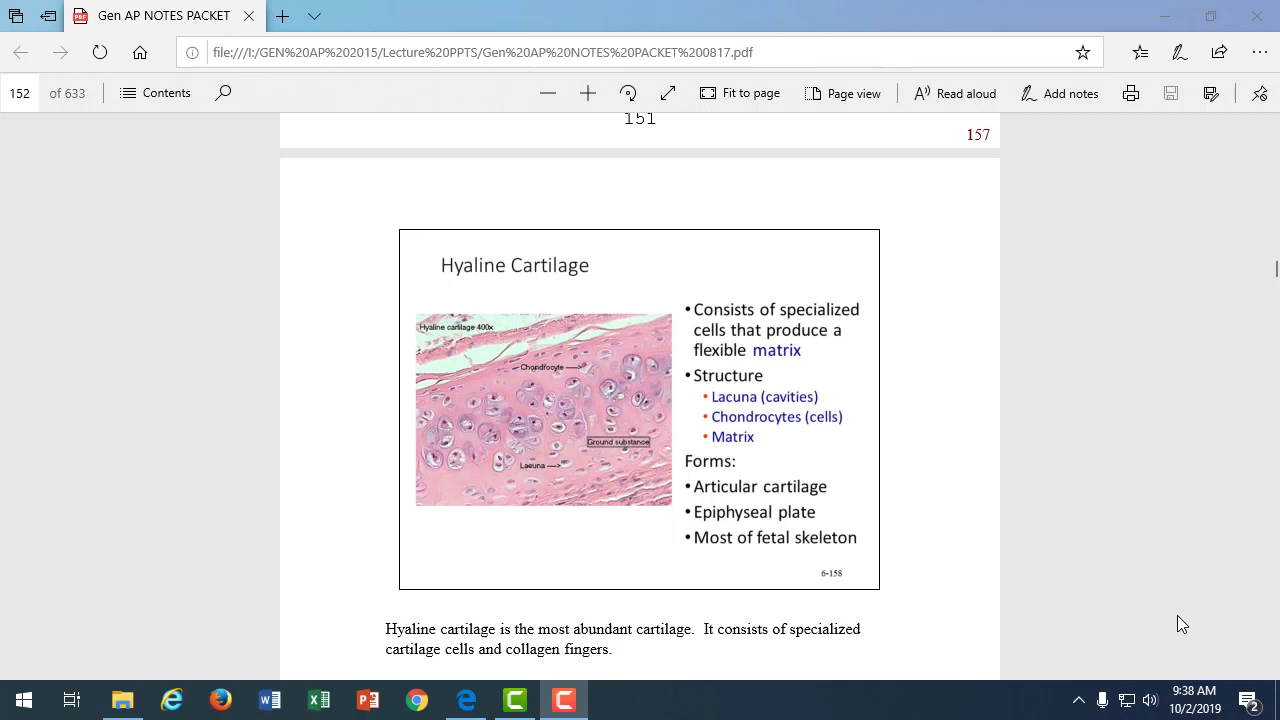 Gen AP NOTES PACKET
file:///I:/GEN%20AP%202015/Lecture%20PPTS/Gen%20AP%20NOTES%20PACKET%200817.pdf
152 of 633 Contents Fit to page Page view Read aloud Add notes
151
157
Hyaline Cartilage
Hyaline cartilage 400x
Chondrocyte
Ground substance
Lacuna
• Consists of specialized
cells that produce a
flexible matrix
• Structure
• Lacuna (cavities)
• Chondrocytes (cells)
• Matrix
Forms:
• Articular cartilage
• Epiphyseal plate
• Most of fetal skeleton
6-158
Hyaline cartilage is the most abundant cartilage. It consists of specialized
cartilage cells and collagen fingers.
9:38 AM
10/2/2019
2